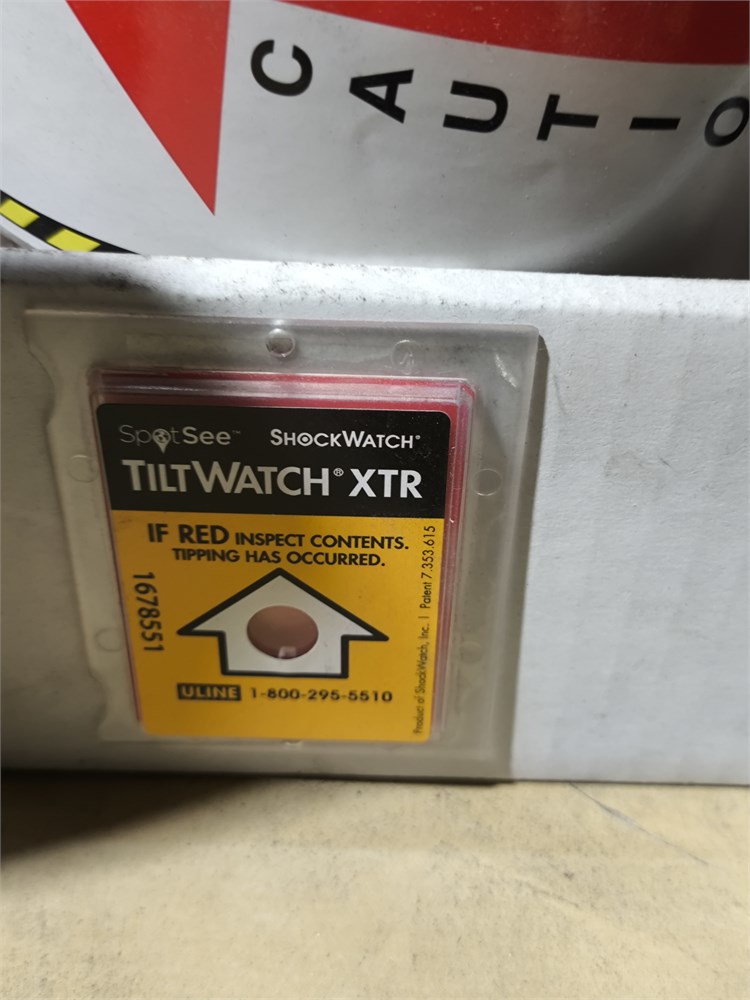 CAUTIO
SpotSee™ SHOCKWATCH®
TILTWATCH® XTR
IF RED INSPECT CONTENTS.
TIPPING HAS OCCURRED.
1678551
ULINE 1-800-295-5510
Product of ShockWatch, Inc. | Patent 7.353.615